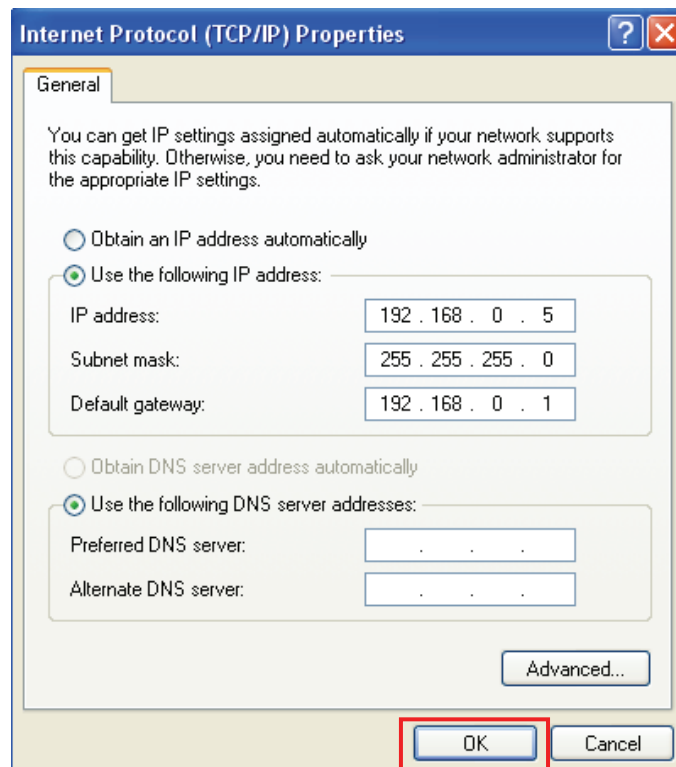 Internet Protocol (TCP/IP) Properties
General
You can get IP settings assigned automatically if your network supports
this capability. Otherwise, you need to ask your network administrator for
the appropriate IP settings.
Obtain an IP address automatically
Use the following IP address:
IP address: 192 . 168 . 0 . 5
Subnet mask: 255 . 255 . 255 . 0
Default gateway: 192 . 168 . 0 . 1
Obtain DNS server address automatically
Use the following DNS server addresses:
Preferred DNS server: . . .
Alternate DNS server: . . .
Advanced...
OK Cancel